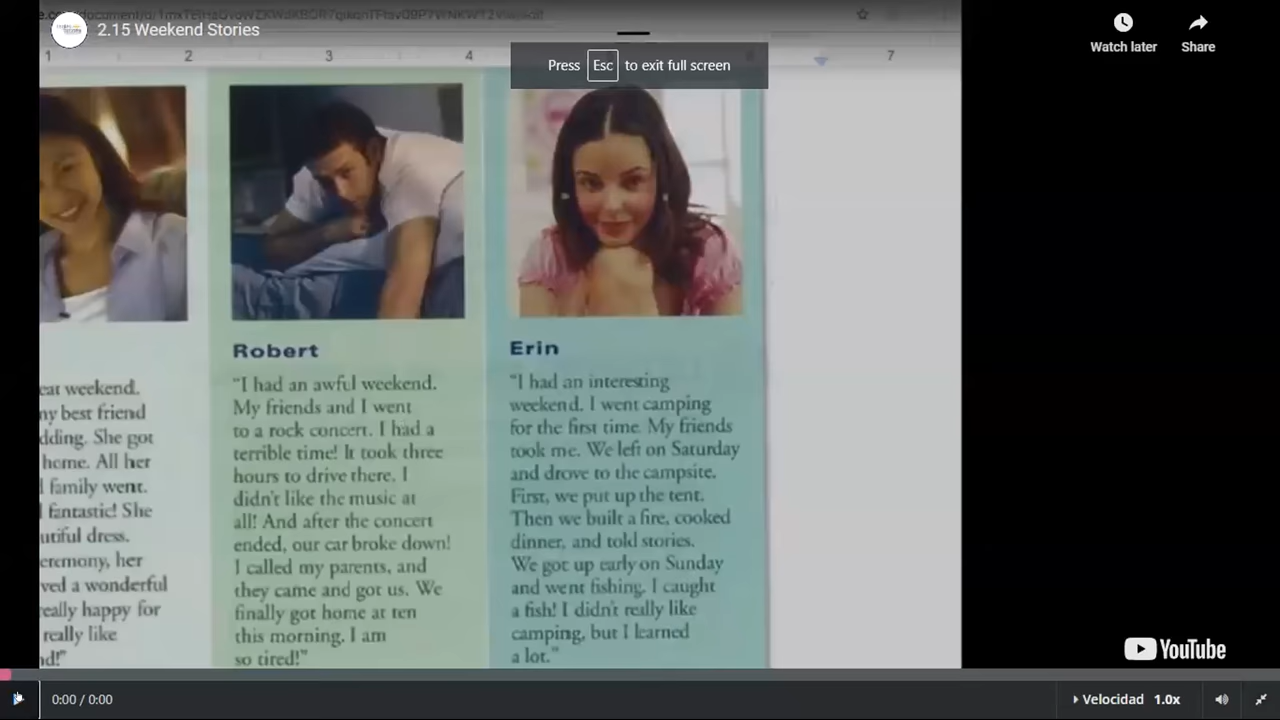 2.15 Weekend Stories
Watch later
Share
1 2 3 4 7
Press Esc to exit full screen
Robert
"I had an awful weekend.
My friends and I went
to a rock concert. I had a
terrible time! It took three
hours to drive there. I
didn't like the music at
all! And after the concert
ended, our car broke down!
I called my parents, and
they came and got us. We
finally got home at ten
this morning. I am
so tired!"
Erin
"I had an interesting
weekend. I went camping
for the first time. My friends
took me. We left on Saturday
and drove to the campsite.
First, we put up the tent.
Then we built a fire, cooked
dinner, and told stories.
We got up early on Sunday
and went fishing. I caught
a fish! I didn't really like
camping, but I learned
a lot."
weekend.
my best friend
She got
home. All her
family went.
fantastic! She
dress.
her
a wonderful
happy for
really like
YouTube
0:00 / 0:00
Velocidad 1.0x